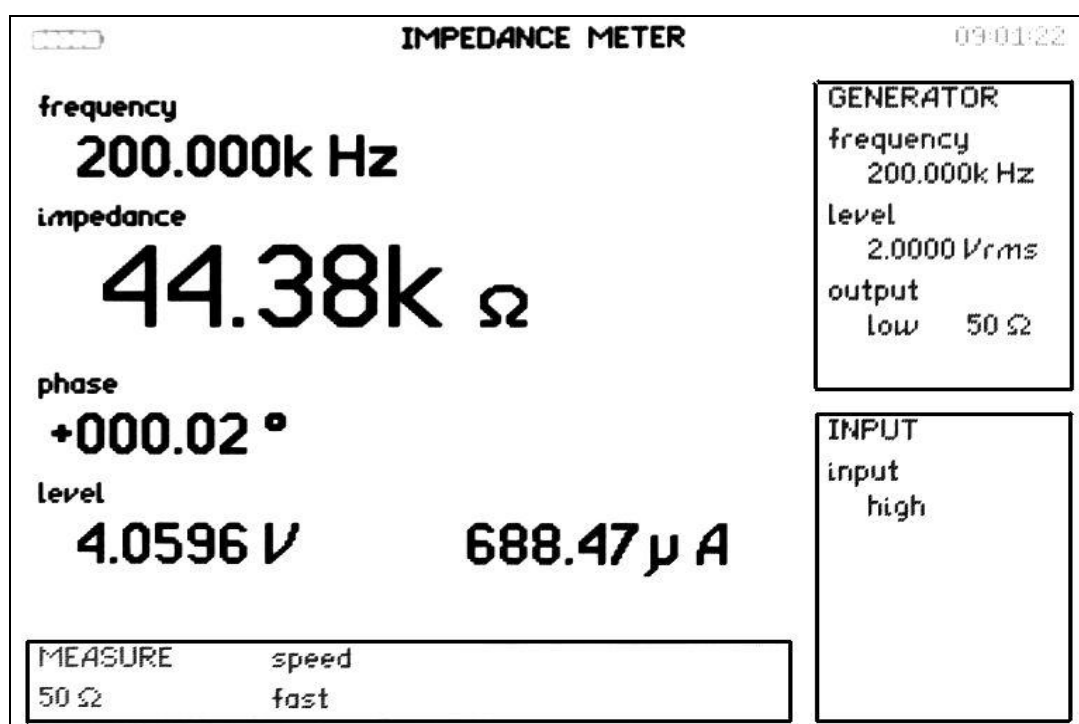 IMPEDANCE METER
09:01:22
frequency
200.000k Hz
impedance
44.38k Ω
phase
+000.02 °
level
4.0596 V 688.47 µ A
MEASURE speed
50 Ω fast
GENERATOR
frequency
200.000k Hz
level
2.0000 Vrms
output
low 50 Ω
INPUT
input
high